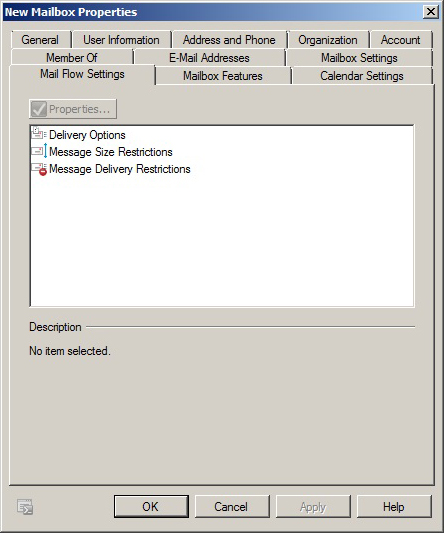 New Mailbox Properties
General User Information Address and Phone Organization Account
Member Of E-Mail Addresses Mailbox Settings
Mail Flow Settings Mailbox Features Calendar Settings
Properties...
Delivery Options
Message Size Restrictions
Message Delivery Restrictions
Description
No item selected.
OK Cancel Apply Help